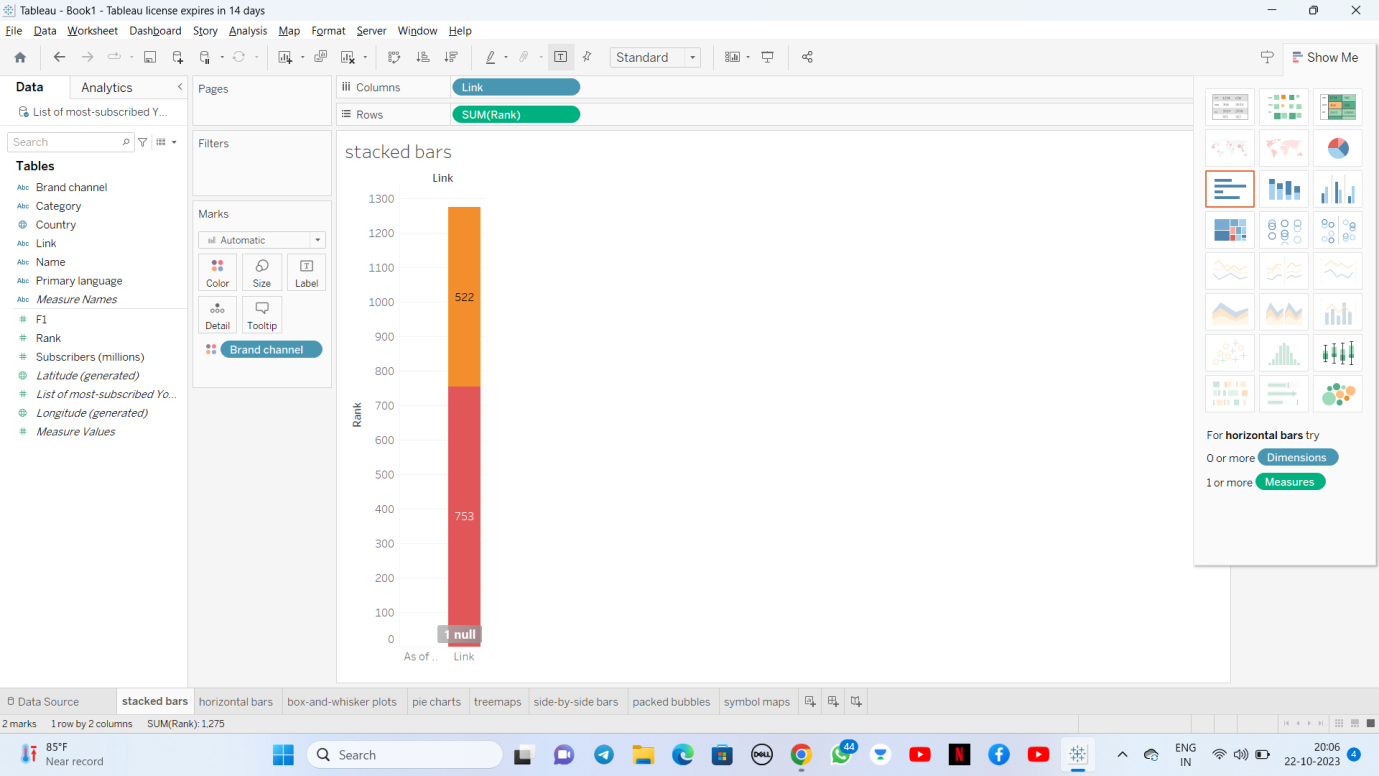 Tableau - Book1 - Tableau license expires in 14 days
File Data Worksheet Dashboard Story Analysis Map Format Server Window Help
Standard
Show Me
Data Analytics
List of most-subscribed Y...
Search
Tables
Abc Brand channel
Abc Category
Country
Abc Link
Abc Name
Abc Primary language
Abc Measure Names
# F1
# Rank
# Subscribers (millions)
Latitude (generated)
# List of most-subscribed Yo...
Longitude (generated)
# Measure Values
Pages
Filters
Marks
Automatic
Color Size Label
Detail Tooltip
Brand channel
Columns Link
Rows SUM(Rank)
stacked bars
Link
1300
1200
1100
1000
900
800
700
600
500
400
300
200
100
0
Rank
522
753
1 null
As of .. Link
For horizontal bars try
0 or more Dimensions
1 or more Measures
Data Source stacked bars horizontal bars box-and-whisker plots pie charts treemaps side-by-side bars packed bubbles symbol maps
2 marks 1 row by 2 columns SUM(Rank): 1,275
85°F
Near record
Search
DELL
44
N
ENG
IN
20:06
22-10-2023
4